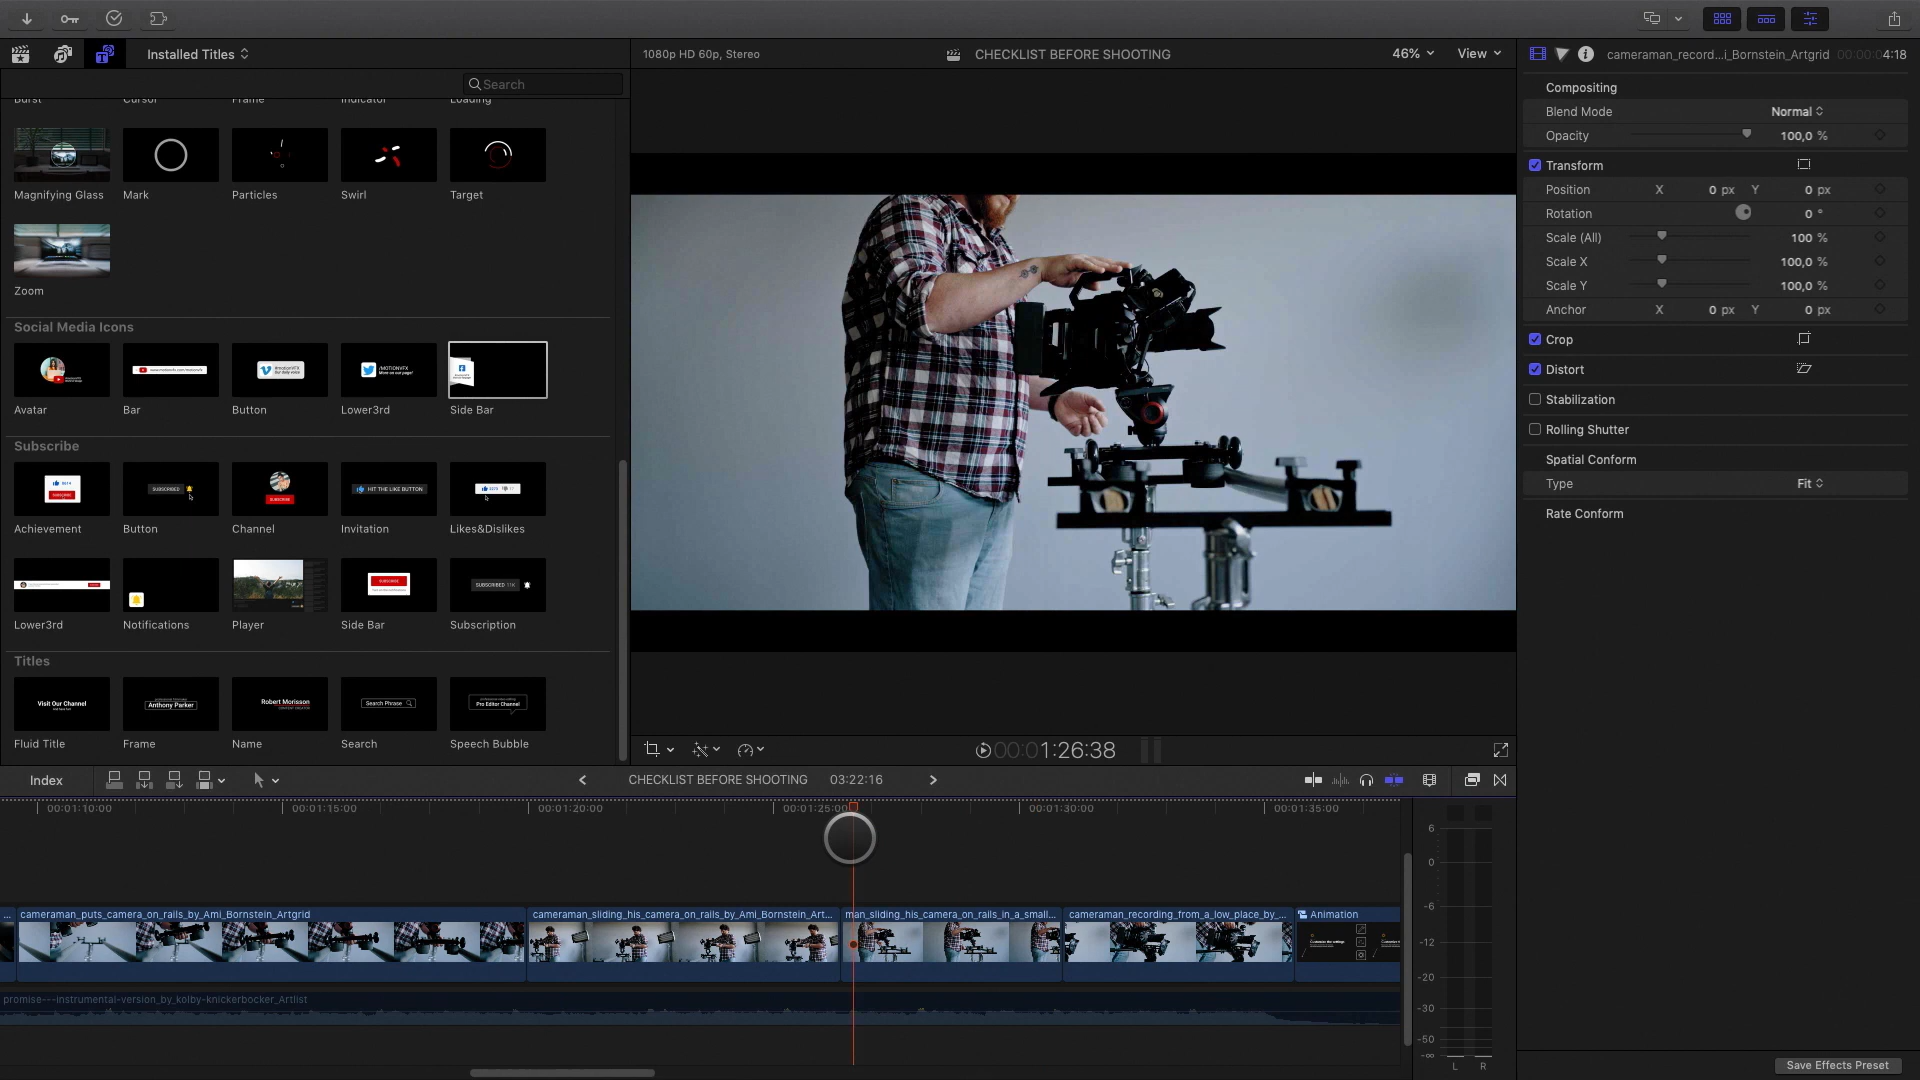 Installed Titles
1080p HD 60p, Stereo
CHECKLIST BEFORE SHOOTING
46%
View
cameraman_record...i_Bornstein_Artgrid
00:00:04:18
Search
Burst
Cursor
Frame
Indicator
Loading
Magnifying Glass
Mark
Particles
Swirl
Target
Zoom
Social Media Icons
Avatar
Bar
Button
Lower3rd
Side Bar
Subscribe
SUBSCRIBED
SUBSCRIBE
HIT THE LIKE BUTTON
Achievement
Button
Channel
Invitation
Likes&Dislikes
SUBSCRIBE
SUBSCRIBED 11K
Lower3rd
Notifications
Player
Side Bar
Subscription
Titles
Visit Our Channel
Anthony Parker
Robert Morisson
Search Phrase
Pro Editor Channel
Fluid Title
Frame
Name
Search
Speech Bubble
Compositing
Blend Mode
Normal
Opacity
100,0 %
Transform
Position X 0 px Y 0 px
Rotation 0 °
Scale (All) 100 %
Scale X 100,0 %
Scale Y 100,0 %
Anchor X 0 px Y 0 px
Crop
Distort
Stabilization
Rolling Shutter
Spatial Conform
Type Fit
Rate Conform
00:01:26:38
Index
CHECKLIST BEFORE SHOOTING
03:22:16
00:01:10:00
00:01:15:00
00:01:20:00
00:01:25:00
00:01:30:00
00:01:35:00
cameraman_puts_camera_on_rails_by_Ami_Bornstein_Artgrid
cameraman_sliding_his_camera_on_rails_by_Ami_Bornstein_Art...
man_sliding_his_camera_on_rails_in_a_small...
cameraman_recording_from_a_low_place_by_...
Animation
promise---instrumental-version_by_kolby-knickerbocker_Artlist
6
0
-6
-12
-20
-30
-50
-∞
L R
Save Effects Preset